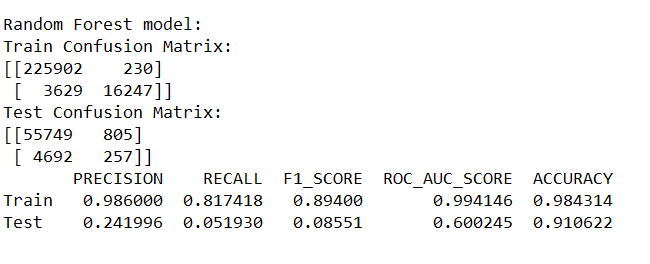 Random Forest model:
Train Confusion Matrix:
[[225902    230]
 [  3629  16247]]
Test Confusion Matrix:
[[55749   805]
 [ 4692   257]]
       PRECISION    RECALL  F1_SCORE  ROC_AUC_SCORE  ACCURACY
Train   0.986000  0.817418   0.89400       0.994146  0.984314
Test    0.241996  0.051930   0.08551       0.600245  0.910622